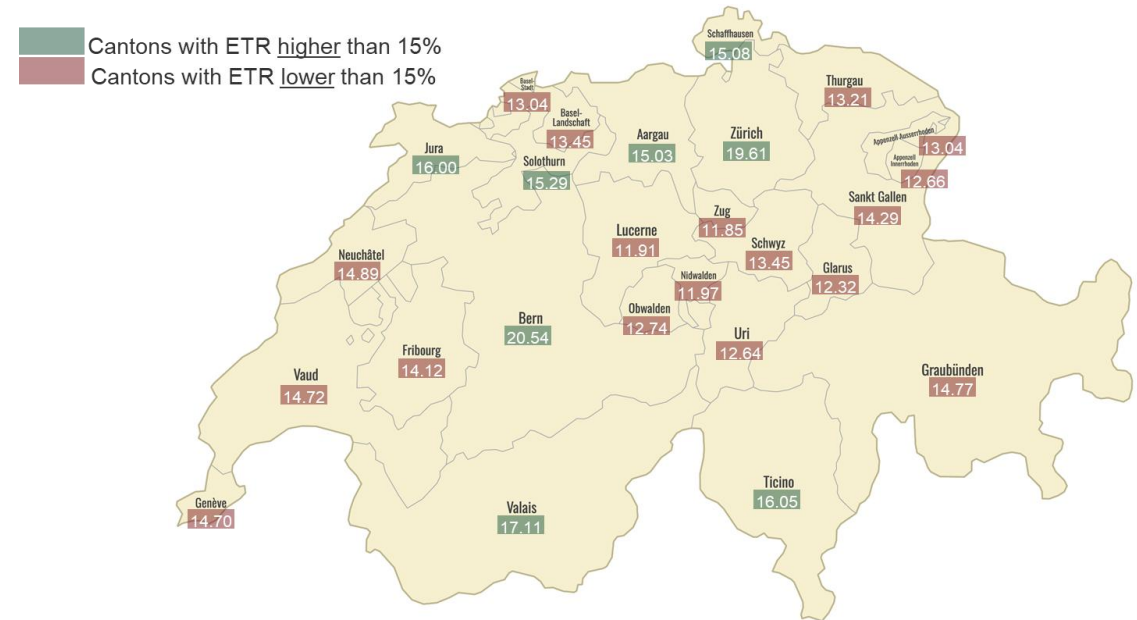 Cantons with ETR higher than 15%
Cantons with ETR lower than 15%
Schaffhausen
15.08
Basel-
Stadt
13.04
Basel-
Landschaft
13.45
Thurgau
13.21
Aargau
15.03
Zürich
19.61
Appenzell Ausserrhoden
13.04
Appenzell
Innerrhoden
12.66
Jura
16.00
Solothurn
15.29
Sankt Gallen
14.29
Zug
11.85
Lucerne
11.91
Schwyz
13.45
Neuchâtel
14.89
Glarus
12.32
Nidwalden
11.97
Obwalden
12.74
Bern
20.54
Uri
12.64
Fribourg
14.12
Vaud
14.72
Graubünden
14.77
Genève
14.70
Valais
17.11
Ticino
16.05